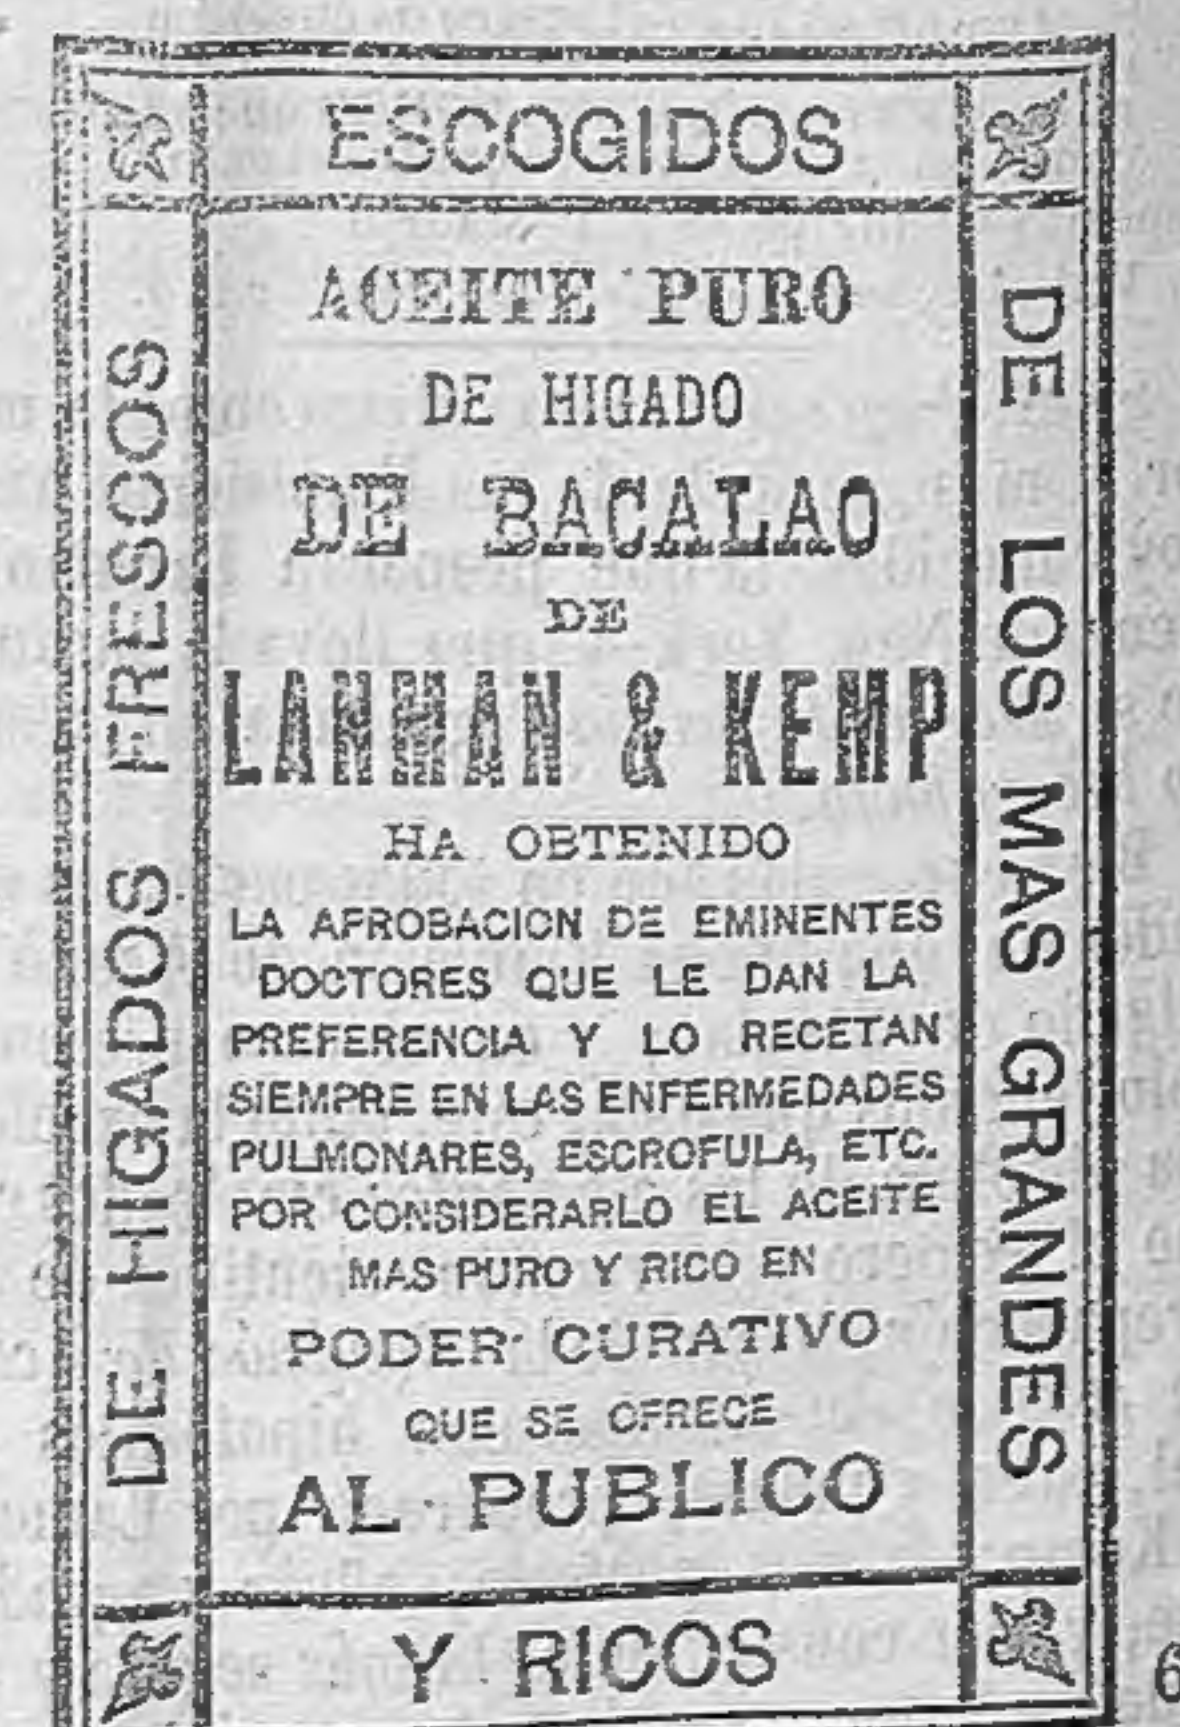 ESCOGIDOS
DE HIGADOS FRESCOS
ACEITE PURO
DE HIGADO
DE BACALAO
DE
LANMAN & KEMP
HA OBTENIDO
LA APROBACION DE EMINENTES
DOCTORES QUE LE DAN LA
PREFERENCIA Y LO RECETAN
SIEMPRE EN LAS ENFERMEDADES
PULMONARES, ESCROFULA, ETC.
POR CONSIDERARLO EL ACEITE
MAS PURO Y RICO EN
PODER CURATIVO
QUE SE OFRECE
AL PUBLICO
DE LOS MAS GRANDES
Y RICOS
6